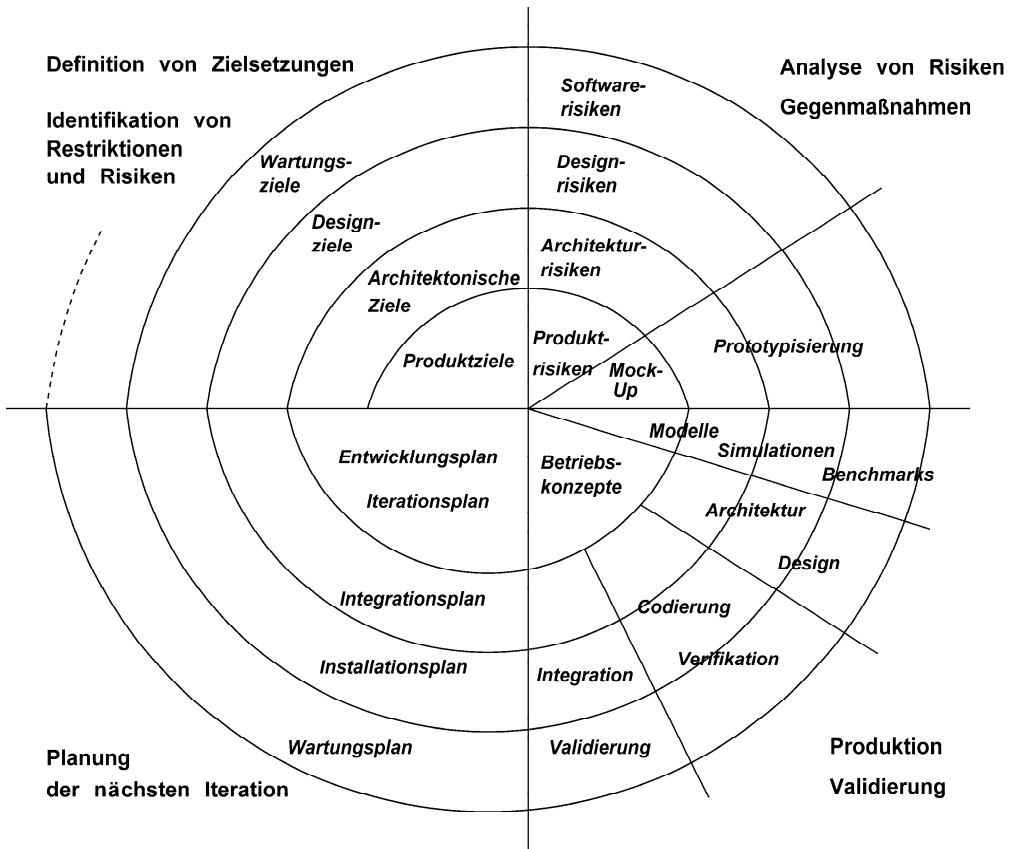 Definition von Zielsetzungen
Identifikation von
Restriktionen
und Risiken
Analyse von Risiken
Gegenmaßnahmen
Software-
risiken
Wartungs-
ziele
Design-
risiken
Design-
ziele
Architektur-
risiken
Architektonische
Ziele
Produkt-
risiken
Produktziele
Mock-
Up
Prototypisierung
Modelle
Simulationen
Benchmarks
Entwicklungsplan
Iterationsplan
Betriebs-
konzepte
Architektur
Design
Integrationsplan
Codierung
Installationsplan
Integration
Verifikation
Wartungsplan
Validierung
Planung
der nächsten Iteration
Produktion
Validierung